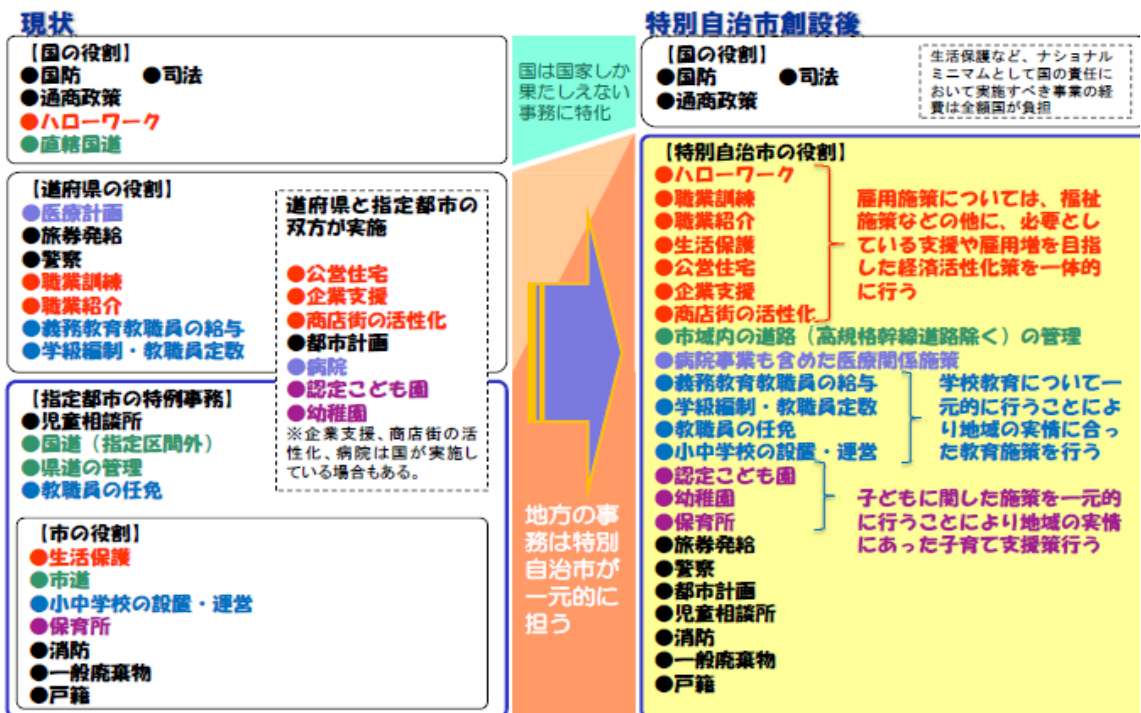 現状
【国の役割】
●国防　●司法
●通商政策
●ハローワーク
●直轄国道
【道府県の役割】
●医療計画
●旅券発給
●警察
●職業訓練
●職業紹介
●義務教育教職員の給与
●学級編制・教職員定数
道府県と指定都市の
双方が実施
●公営住宅
●企業支援
●商店街の活性化
●都市計画
●病院
●認定こども園
●幼稚園
※企業支援、商店街の活
性化、病院は国が実施し
ている場合もある。
【指定都市の特例事務】
●児童相談所
●国道（指定区間外）
●県道の管理
●教職員の任免
【市の役割】
●生活保護
●市道
●小中学校の設置・運営
●保育所
●消防
●一般廃棄物
●戸籍
国は国家しか
果たしえない
事務に特化
地方の事
務は特別
自治市が
一元的に
担う
特別自治市創設後
【国の役割】
●国防　●司法
●通商政策
生活保護など、ナショナル
ミニマムとして国の責任に
おいて実施すべき事業の経
費は全額国が負担
【特別自治市の役割】
●ハローワーク
●職業訓練
●職業紹介
●生活保護
●公営住宅
●企業支援
●商店街の活性化
雇用施策については、福祉
施策などの他に、必要とし
ている支援や雇用増を目指
した経済活性化策を一体的
に行う
●市域内の道路（高規格幹線道路除く）の管理
●病院事業も含めた医療関係施策
●義務教育教職員の給与
●学級編制・教職員定数
●教職員の任免
●小中学校の設置・運営
学校教育について一
元的に行うことによ
り地域の実情に合っ
た教育施策を行う
●認定こども園
●幼稚園
●保育所
子どもに関した施策を一元的
に行うことにより地域の実情
にあった子育て支援策行う
●旅券発給
●警察
●都市計画
●児童相談所
●消防
●一般廃棄物
●戸籍